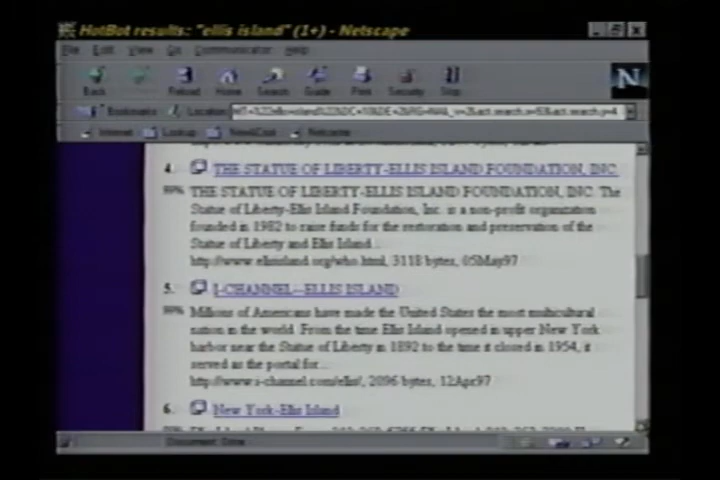 HotBot results: "ellis island" (1+) - Netscape
File Edit View Go Communicator Help
Back Reload Home Search Guide Print Security Stop
N
Bookmarks Location:
Internet Lookup New&Cool Netcaster
4. THE STATUE OF LIBERTY-ELLIS ISLAND FOUNDATION, INC.
99% THE STATUE OF LIBERTY-ELLIS ISLAND FOUNDATION, INC. The
Statue of Liberty-Ellis Island Foundation, Inc. is a non-profit organization
founded in 1982 to raise funds for the restoration and preservation of the
Statue of Liberty and Ellis Island...
http://www.ellisisland.org/who.html, 3118 bytes, 05May97
5. I-CHANNEL--ELLIS ISLAND
99% Millions of Americans have made the United States the most multicultural
nation in the world. From the time Ellis Island opened in upper New York
harbor near the Statue of Liberty in 1892 to the time it closed in 1954, it
served as the portal for...
http://www.i-channel.com/ellis/, 2096 bytes, 12Apr97
6. New York-Ellis Island
Document: Done